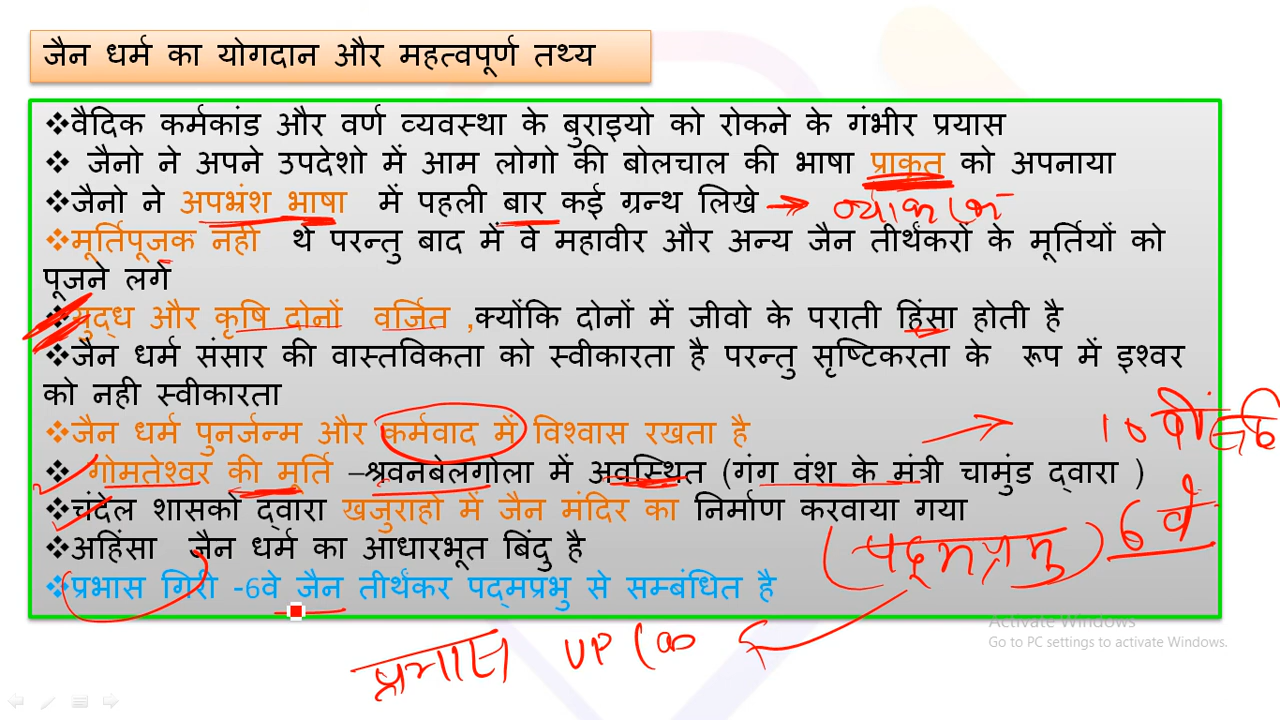 जैन धर्म का योगदान और महत्वपूर्ण तथ्य
❖वैदिक कर्मकांड और वर्ण व्यवस्था के बुराइयो को रोकने के गंभीर प्रयास
❖ जैनो ने अपने उपदेशो में आम लोगो की बोलचाल की भाषा प्राकृत को अपनाया
❖जैनो ने अपभ्रंश भाषा में पहली बार कई ग्रन्थ लिखे → व्याकरण
❖मूर्तिपूजक नही थे परन्तु बाद में वे महावीर और अन्य जैन तीर्थंकरों के मूर्तियों को
पूजने लगे
❖युद्ध और कृषि दोनों वर्जित ,क्योंकि दोनों में जीवो के पराती हिंसा होती है
❖जैन धर्म संसार की वास्तविकता को स्वीकारता है परन्तु सृष्टिकरता के रूप में इश्वर
को नही स्वीकारता
❖जैन धर्म पुनर्जन्म और कर्मवाद में विश्वास रखता है
10 वीं
❖ गोमतेश्वर की मूर्ति –श्रवनबेलगोला में अवस्थित (गंग वंश के मंत्री चामुंड द्वारा )
❖चंदेल शासको द्वारा खजुराहो में जैन मंदिर का निर्माण करवाया गया
❖अहिंसा जैन धर्म का आधारभूत बिंदु है
(पद्मप्रभु) 6 वे
❖प्रभास गिरी -6वे जैन तीर्थंकर पद्मप्रभु से सम्बंधित है
Activate Windows
Go to PC settings to activate Windows.
प्रभास UP (